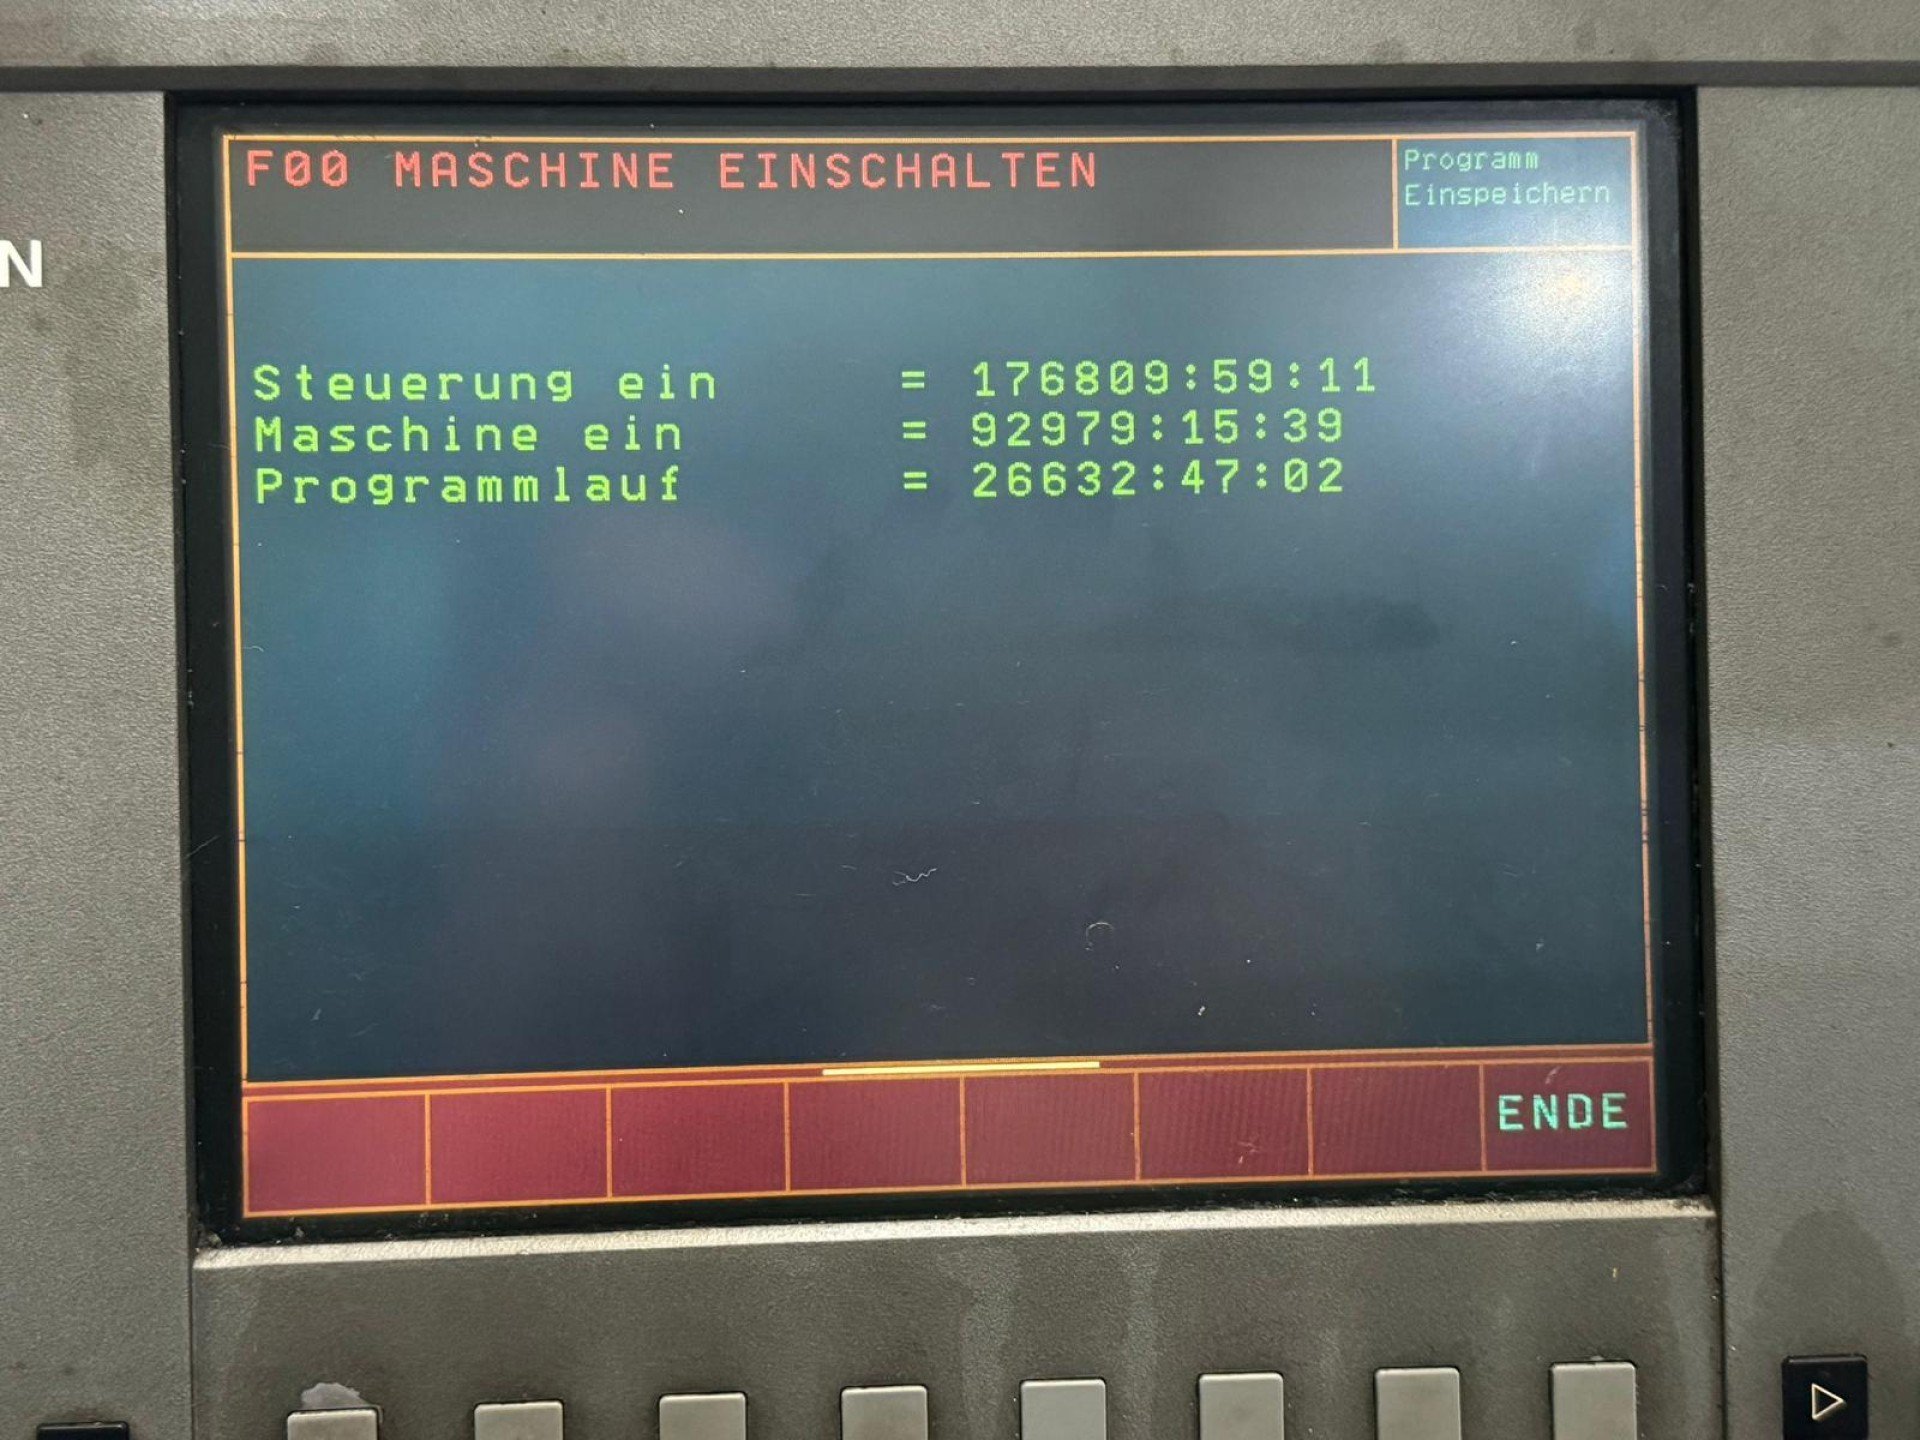 F00 MASCHINE EINSCHALTEN
Programm
Einspeichern
N
Steuerung ein = 176809:59:11
Maschine ein = 92979:15:39
Programmlauf = 26632:47:02
ENDE